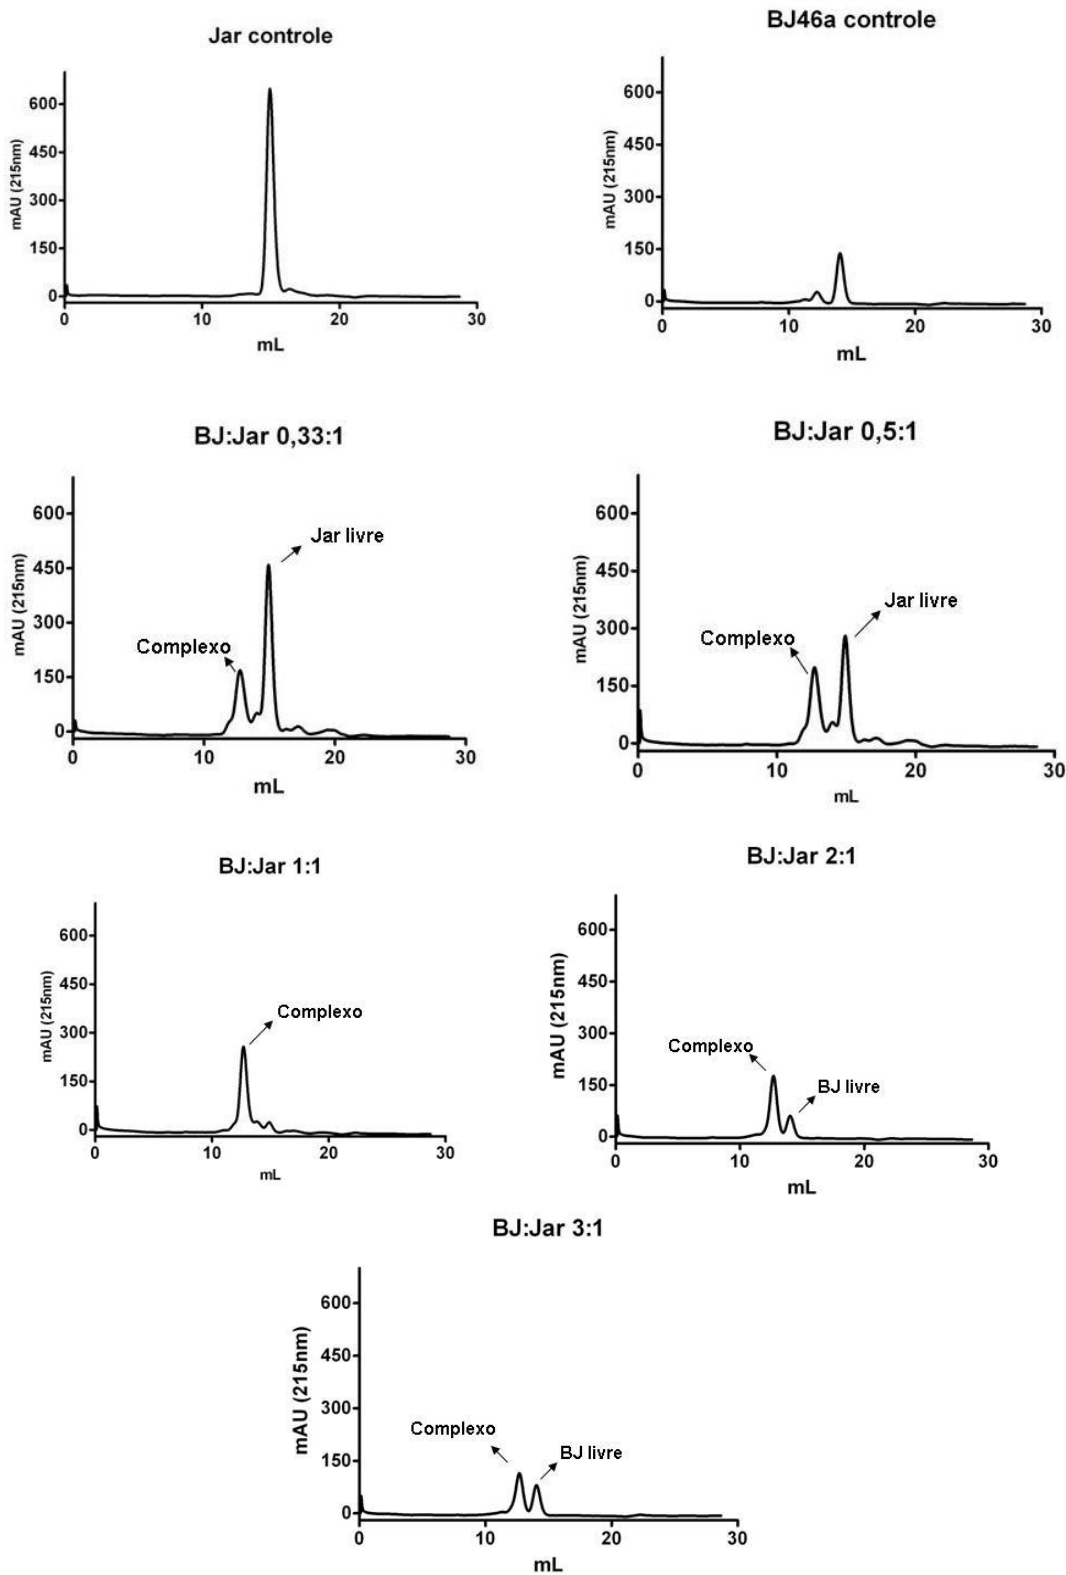 Jar controle
mAU (215nm)
600
450
300
150
0
0 10 20 30
mL
BJ46a controle
mAU (215nm)
600
450
300
150
0
0 10 20 30
mL
BJ:Jar 0,33:1
mAU (215nm)
600
450
300
150
0
Jar livre
Complexo
0 10 20 30
mL
BJ:Jar 0,5:1
mAU (215nm)
600
450
300
150
0
Jar livre
Complexo
0 10 20 30
mL
BJ:Jar 1:1
mAU (215nm)
600
450
300
150
0
Complexo
0 10 20 30
mL
BJ:Jar 2:1
mAU (215nm)
600
450
300
150
0
Complexo
BJ livre
0 10 20 30
mL
BJ:Jar 3:1
mAU (215nm)
600
450
300
150
0
Complexo
BJ livre
0 10 20 30
mL